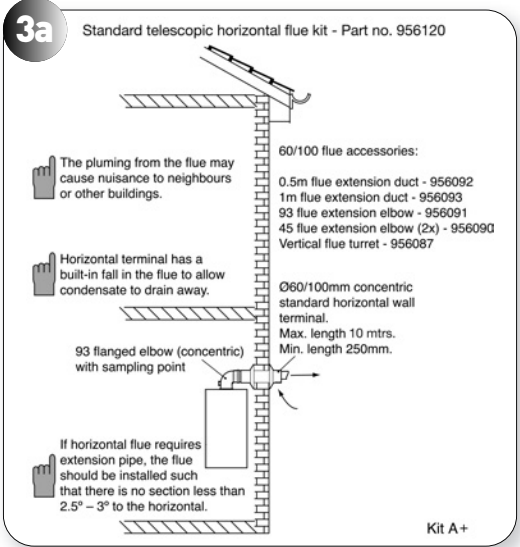 3a
Standard telescopic horizontal flue kit - Part no. 956120
The pluming from the flue may
cause nuisance to neighbours
or other buildings.
60/100 flue accessories:
0.5m flue extension duct - 956092
1m flue extension duct - 956093
93 flue extension elbow - 956091
45 flue extension elbow (2x) - 956090
Vertical flue turret - 956087
Horizontal terminal has a
built-in fall in the flue to allow
condensate to drain away.
Ø60/100mm concentric
standard horizontal wall
terminal.
Max. length 10 mtrs.
Min. length 250mm.
93 flanged elbow (concentric)
with sampling point
If horizontal flue requires
extension pipe, the flue
should be installed such
that there is no section less than
2.5º – 3º to the horizontal.
Kit A+